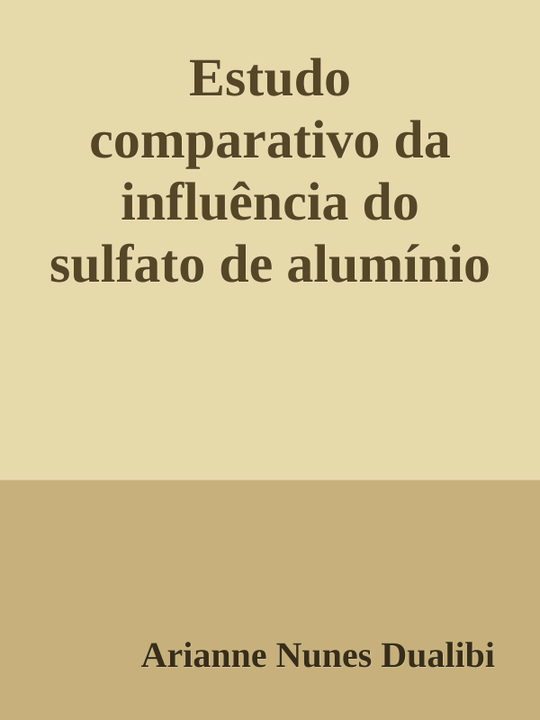 Estudo
comparativo da
influência do
sulfato de alumínio
Arianne Nunes Dualibi